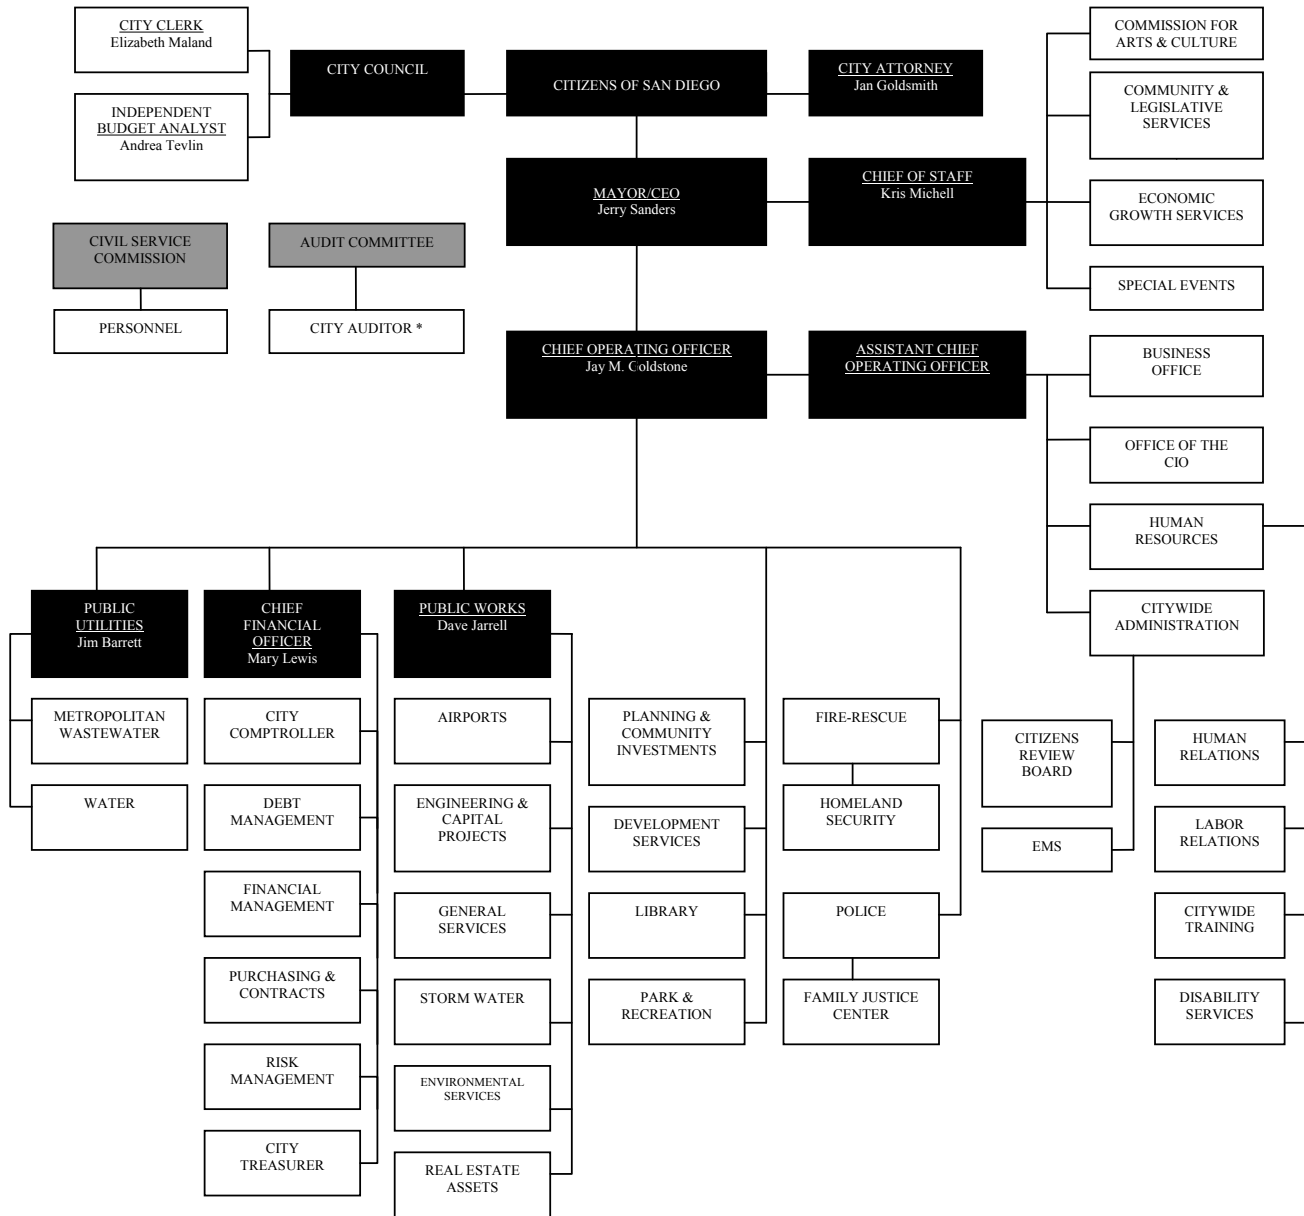 CITY CLERK
Elizabeth Maland
INDEPENDENT
BUDGET ANALYST
Andrea Tevlin
CITY COUNCIL
CITIZENS OF SAN DIEGO
CITY ATTORNEY
Jan Goldsmith
MAYOR/CEO
Jerry Sanders
CHIEF OF STAFF
Kris Michell
COMMISSION FOR
ARTS & CULTURE
COMMUNITY &
LEGISLATIVE
SERVICES
ECONOMIC
GROWTH SERVICES
SPECIAL EVENTS
CIVIL SERVICE
COMMISSION
PERSONNEL
AUDIT COMMITTEE
CITY AUDITOR *
CHIEF OPERATING OFFICER
Jay M. Goldstone
ASSISTANT CHIEF
OPERATING OFFICER
BUSINESS
OFFICE
OFFICE OF THE
CIO
HUMAN
RESOURCES
CITYWIDE
ADMINISTRATION
PUBLIC
UTILITIES
Jim Barrett
METROPOLITAN
WASTEWATER
WATER
CHIEF
FINANCIAL
OFFICER
Mary Lewis
CITY
COMPTROLLER
DEBT
MANAGEMENT
FINANCIAL
MANAGEMENT
PURCHASING &
CONTRACTS
RISK
MANAGEMENT
CITY
TREASURER
PUBLIC WORKS
Dave Jarrell
AIRPORTS
ENGINEERING &
CAPITAL
PROJECTS
GENERAL
SERVICES
STORM WATER
ENVIRONMENTAL
SERVICES
REAL ESTATE
ASSETS
PLANNING &
COMMUNITY
INVESTMENTS
DEVELOPMENT
SERVICES
LIBRARY
PARK &
RECREATION
FIRE-RESCUE
HOMELAND
SECURITY
POLICE
FAMILY JUSTICE
CENTER
CITIZENS
REVIEW
BOARD
EMS
HUMAN
RELATIONS
LABOR
RELATIONS
CITYWIDE
TRAINING
DISABILITY
SERVICES